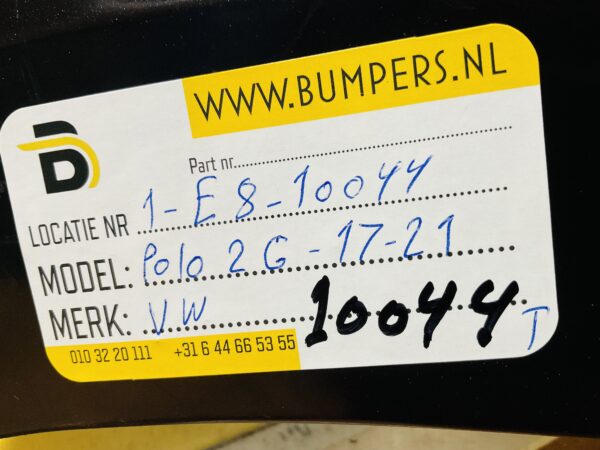 WWW.BUMPERS.NL
B
Part nr.
LOCATIE NR 1-E8-10044
MODEL: Polo 2G-17-21
MERK: VW
10044 T
010 32 20 111 +31 6 44 66 53 55